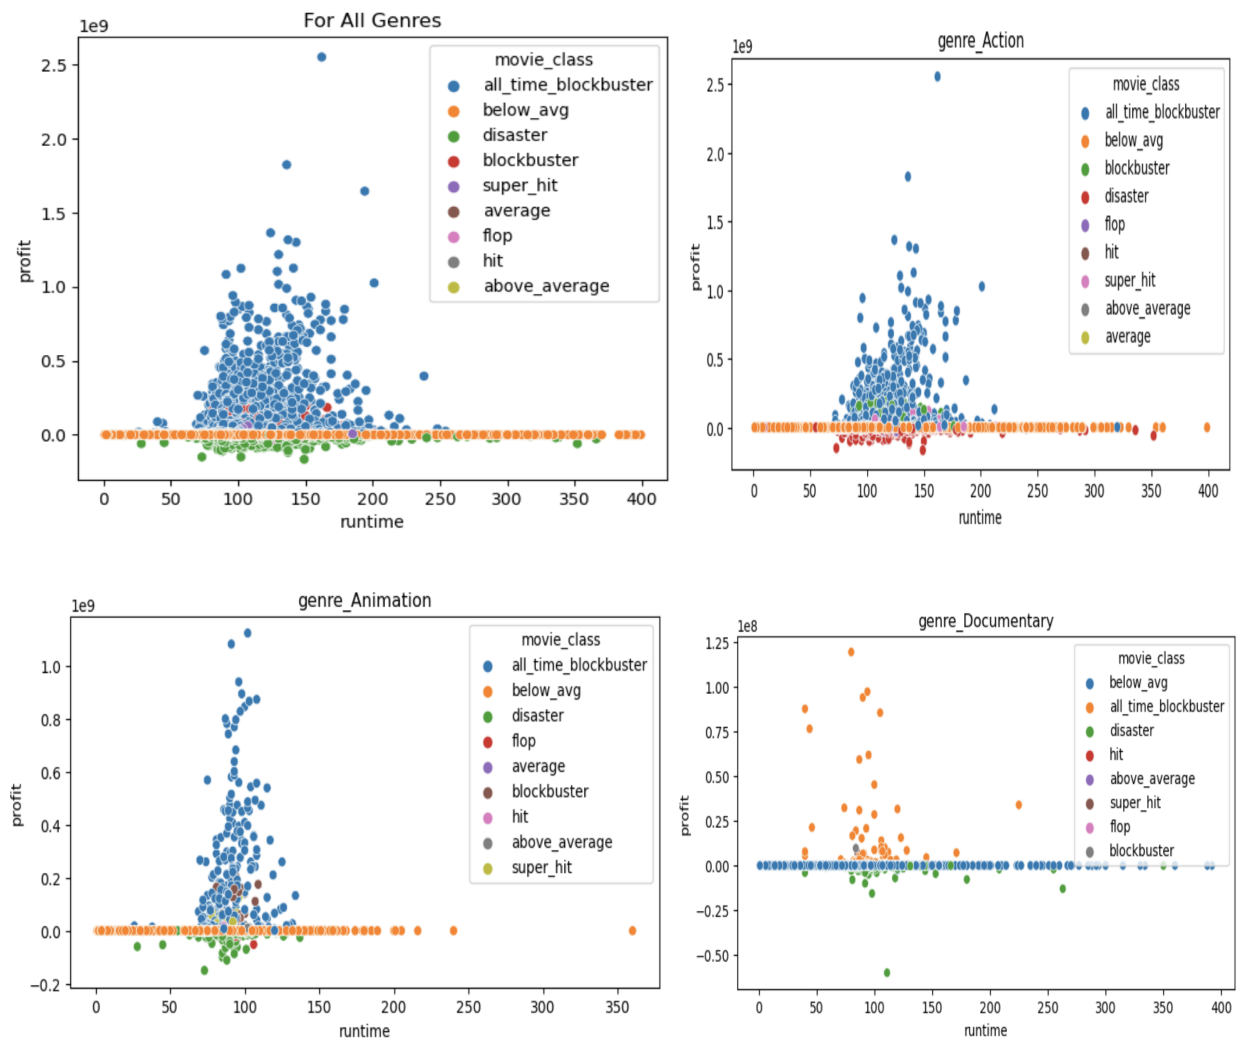 For All Genres
1e9
2.5
2.0
1.5
1.0
0.5
0.0
profit
movie_class
all_time_blockbuster
below_avg
disaster
blockbuster
super_hit
average
flop
hit
above_average
0 50 100 150 200 250 300 350 400
runtime
genre_Action
1e9
2.5
2.0
1.5
1.0
0.5
0.0
profit
movie_class
all_time_blockbuster
below_avg
blockbuster
disaster
flop
hit
super_hit
above_average
average
0 50 100 150 200 250 300 350 400
runtime
genre_Animation
1e9
1.0
0.8
0.6
0.4
0.2
0.0
−0.2
profit
movie_class
all_time_blockbuster
below_avg
disaster
flop
average
blockbuster
hit
above_average
super_hit
0 50 100 150 200 250 300 350
runtime
genre_Documentary
1e8
1.25
1.00
0.75
0.50
0.25
0.00
−0.25
−0.50
profit
movie_class
below_avg
all_time_blockbuster
disaster
hit
above_average
super_hit
flop
blockbuster
0 50 100 150 200 250 300 350 400
runtime